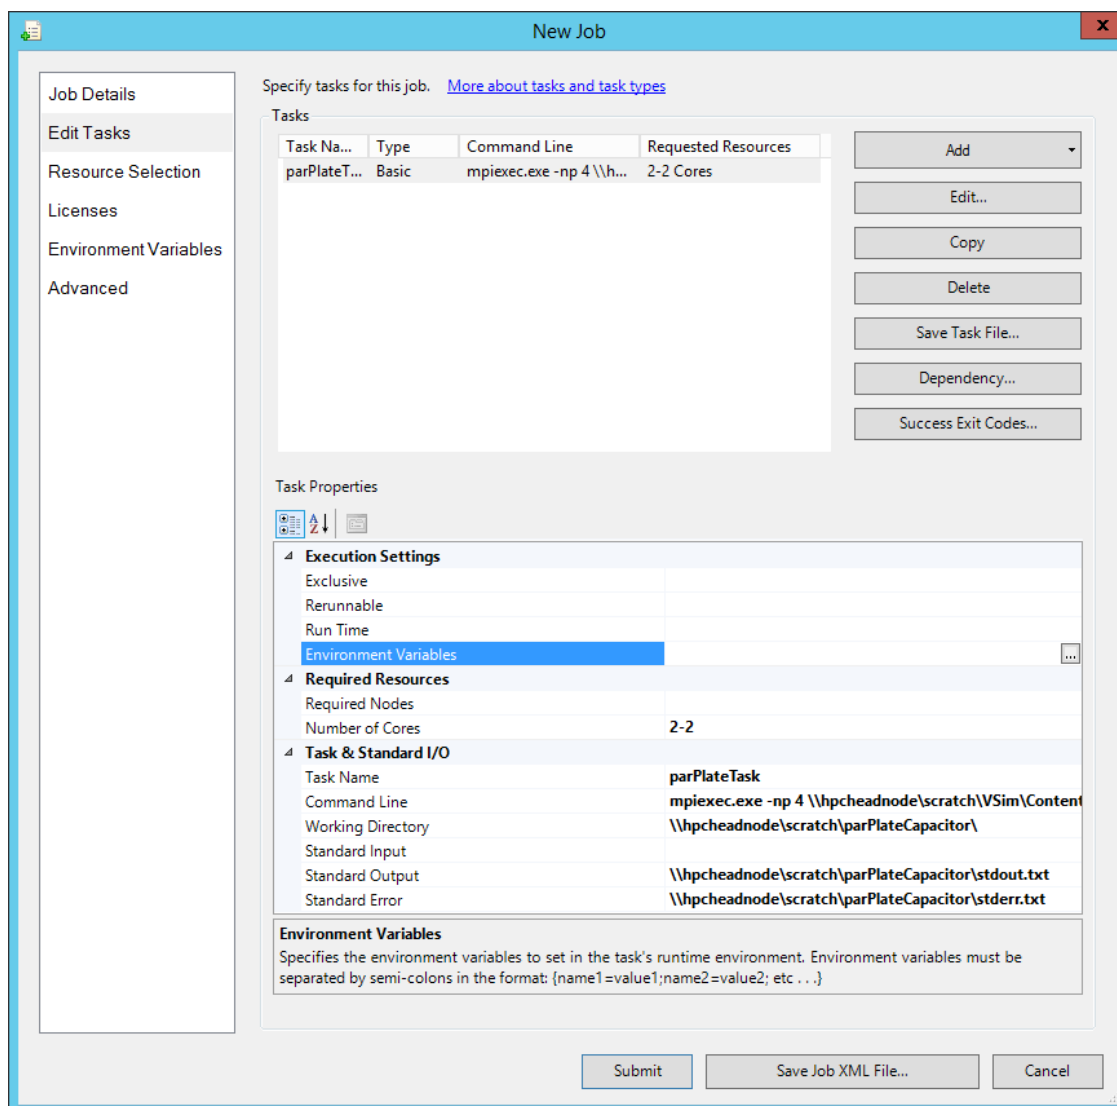 New Job
x
Job Details
Edit Tasks
Resource Selection
Licenses
Environment Variables
Advanced
Specify tasks for this job. More about tasks and task types
Tasks
Task Na... Type Command Line Requested Resources
parPlateT... Basic mpiexec.exe -np 4 \\h... 2-2 Cores
Add
Edit...
Copy
Delete
Save Task File...
Dependency...
Success Exit Codes...
Task Properties
A
Z
Execution Settings
Exclusive
Rerunnable
Run Time
Environment Variables ...
Required Resources
Required Nodes
Number of Cores 2-2
Task & Standard I/O
Task Name parPlateTask
Command Line mpiexec.exe -np 4 \\hpcheadnode\scratch\VSim\Content
Working Directory \\hpcheadnode\scratch\parPlateCapacitor\
Standard Input
Standard Output \\hpcheadnode\scratch\parPlateCapacitor\stdout.txt
Standard Error \\hpcheadnode\scratch\parPlateCapacitor\stderr.txt
Environment Variables
Specifies the environment variables to set in the task's runtime environment. Environment variables must be
separated by semi-colons in the format: {name1=value1;name2=value2; etc . . .}
Submit
Save Job XML File...
Cancel